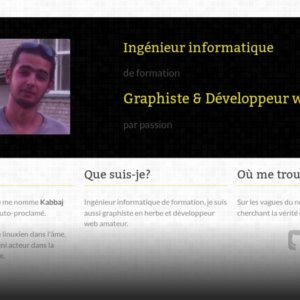 Ingénieur informatique
de formation
Graphiste & Développeur w
par passion
Que suis-je?
Où me trou
me nomme Kabbaj
uto-proclamé.
linuxien dans l'âme,
ni acteur dans la
Ingénieur informatique de formation, je suis
aussi graphiste en herbe et développeur
web amateur.
Sur les vagues du
cherchant la vérité